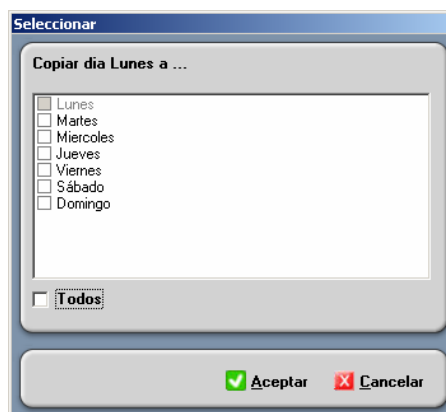 Seleccionar
Copiar dia Lunes a ...
Lunes
Martes
Miercoles
Jueves
Viernes
Sábado
Domingo
Todos
Aceptar Cancelar